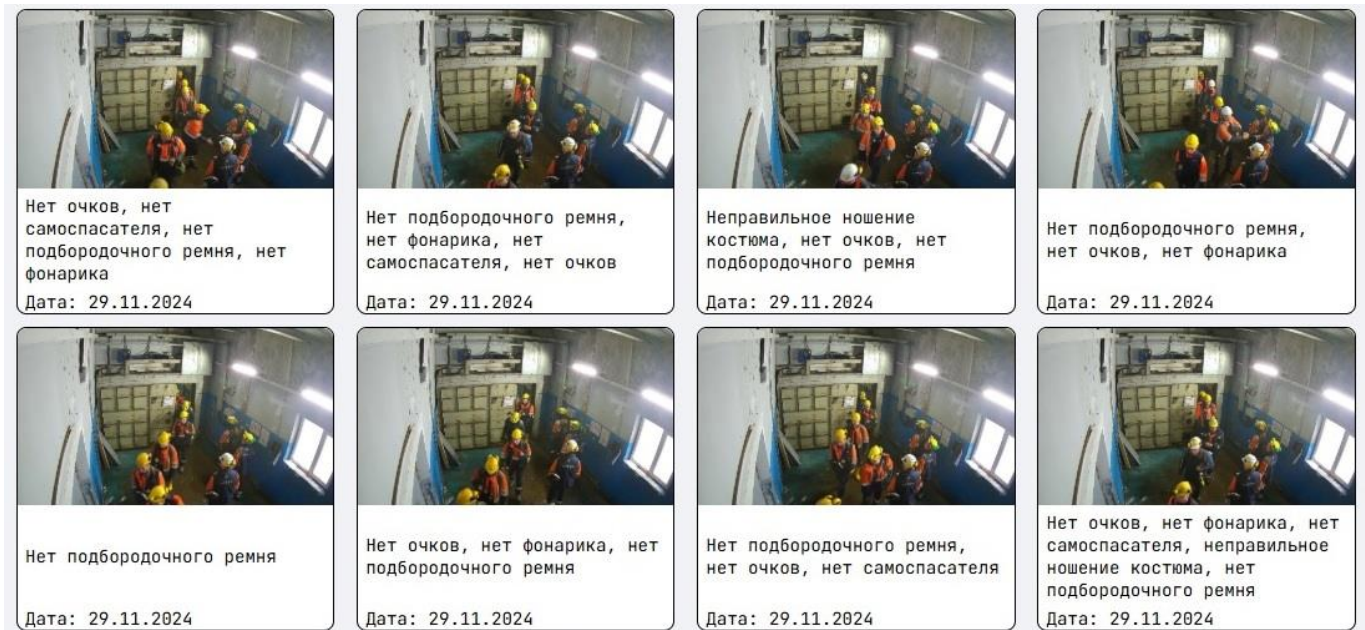 Нет очков, нет
самоспасателя, нет
подбородочного ремня, нет
фонарика
Дата: 29.11.2024
Нет подбородочного ремня,
нет фонарика, нет
самоспасателя, нет очков
Дата: 29.11.2024
Неправильное ношение
костюма, нет очков, нет
подбородочного ремня
Дата: 29.11.2024
Нет подбородочного ремня,
нет очков, нет фонарика
Дата: 29.11.2024
Нет подбородочного ремня
Дата: 29.11.2024
Нет очков, нет фонарика, нет
подбородочного ремня
Дата: 29.11.2024
Нет подбородочного ремня,
нет очков, нет самоспасателя
Дата: 29.11.2024
Нет очков, нет фонарика, нет
самоспасателя, неправильное
ношение костюма, нет
подбородочного ремня
Дата: 29.11.2024